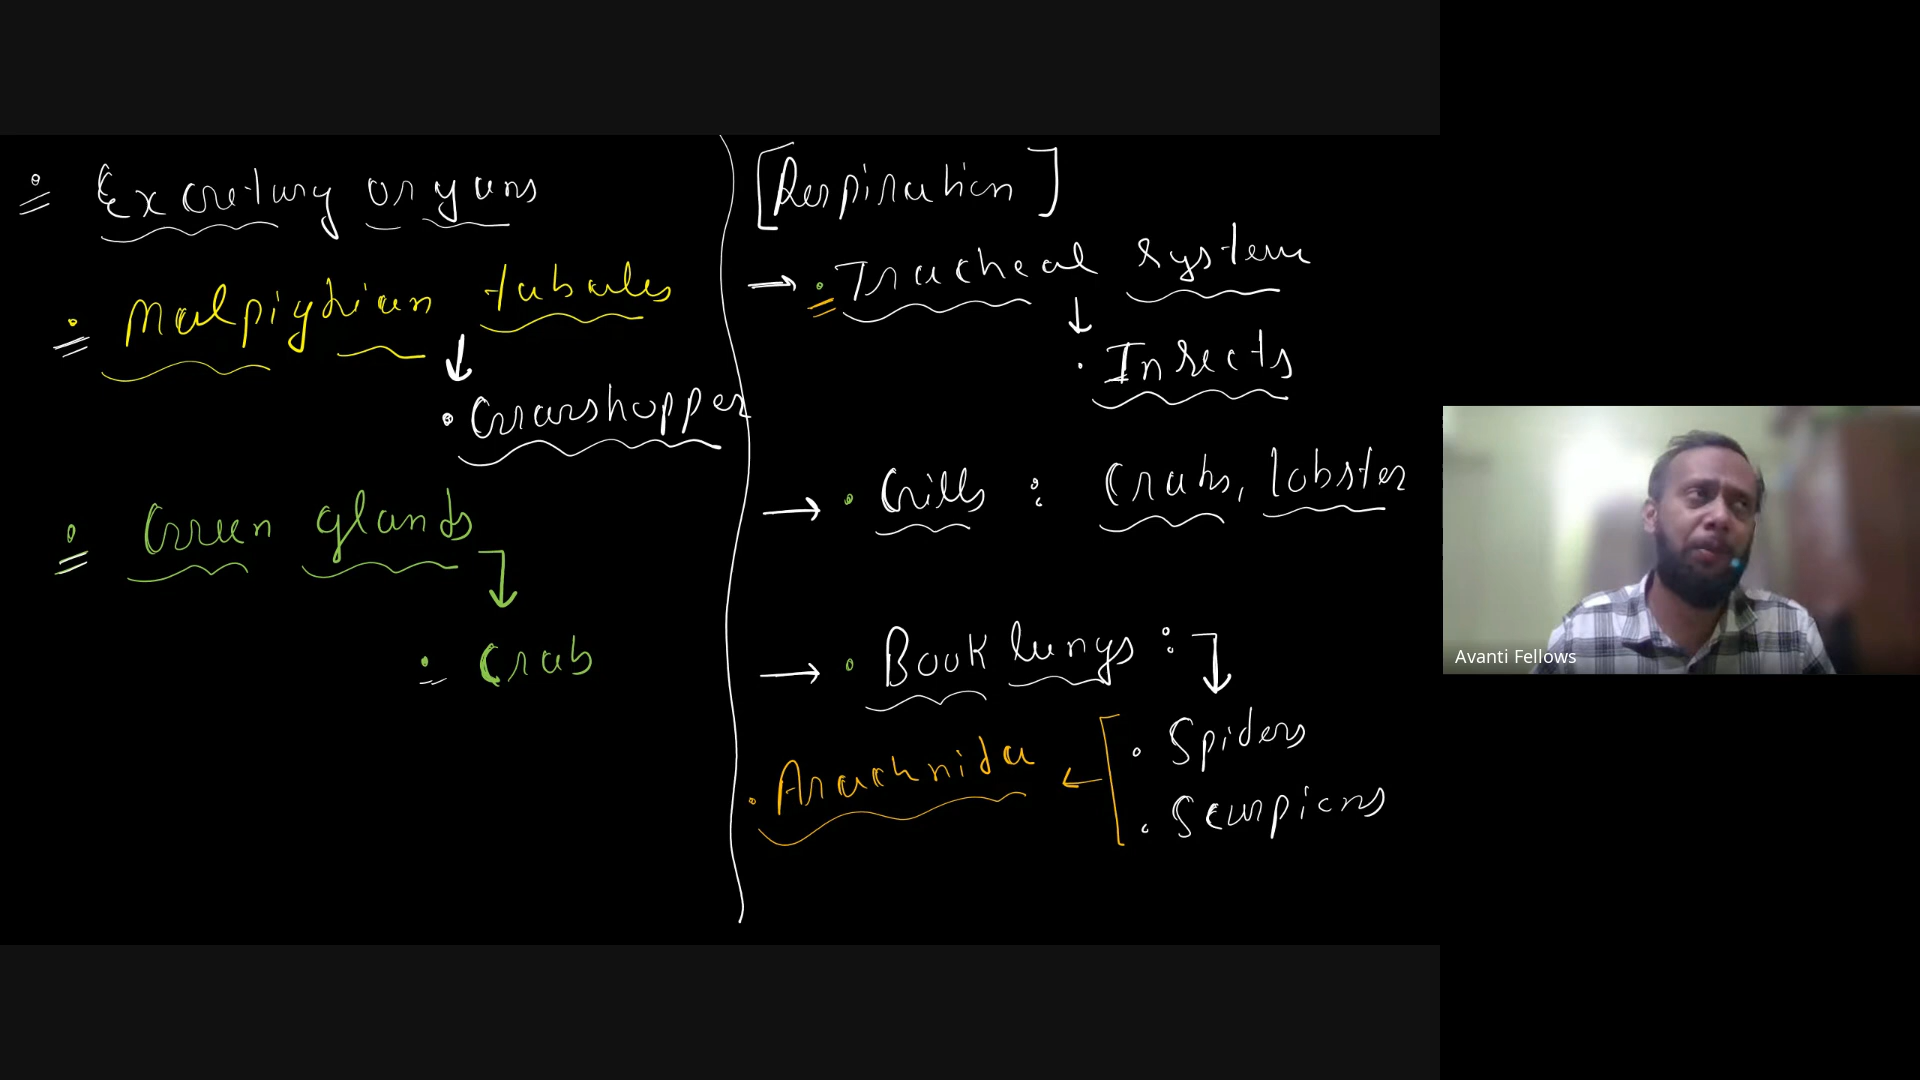 Excretory organs
Malpighian tubules
Grasshopper
Green glands
Crab
[Respiration]
Tracheal system
Insects
Gills : Crabs, lobster
Book lungs :
Spiders
Scorpions
Arachnida
Avanti Fellows